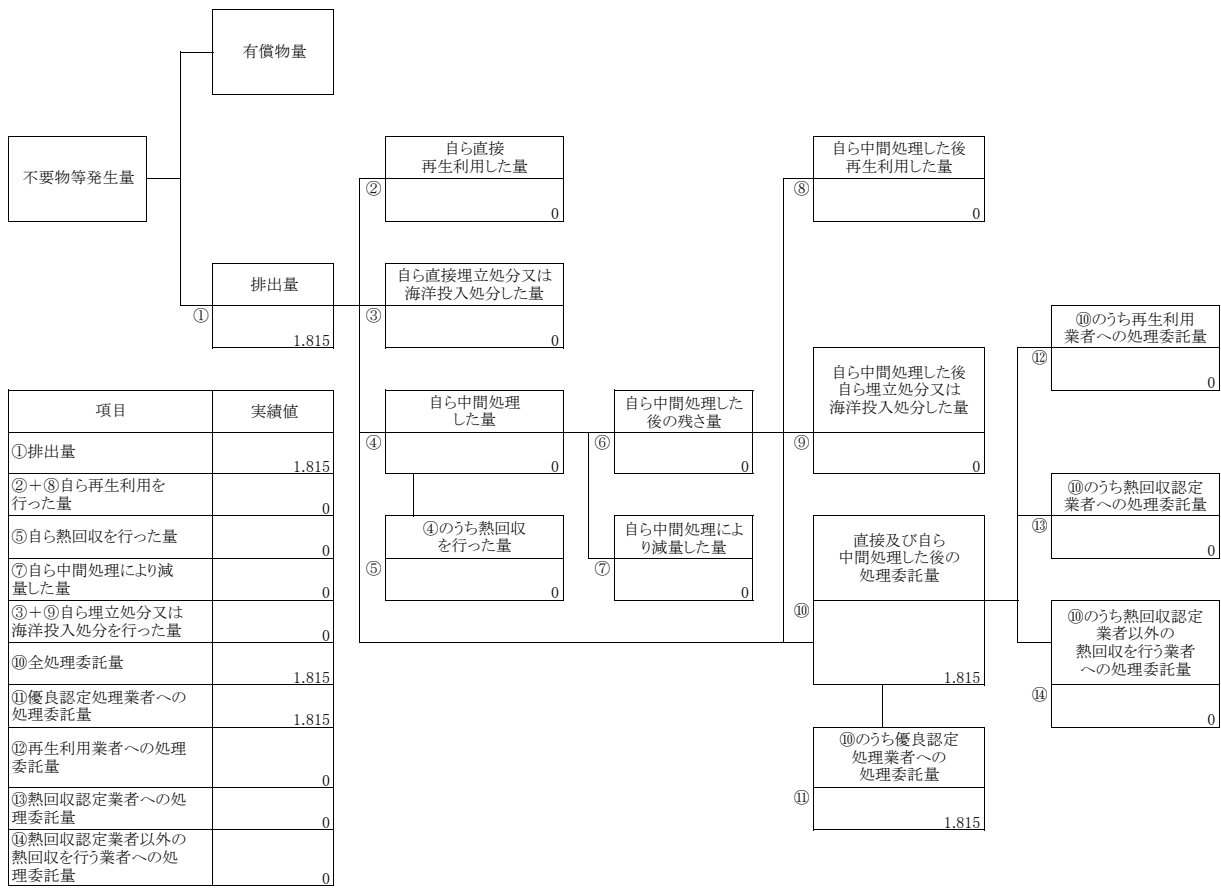 有償物量
不要物等発生量
自ら直接
再生利用した量
②
0
自ら中間処理した後
再生利用した量
⑧
0
排出量
①
1.815
自ら直接埋立処分又は
海洋投入処分した量
③
0
⑩のうち再生利用
業者への処理委託量
⑫
0
自ら中間処理
した量
④
0
自ら中間処理した
後の残さ量
⑥
0
自ら中間処理した後
自ら埋立処分又は
海洋投入処分した量
⑨
0
⑩のうち熱回収認定
業者への処理委託量
⑬
0
④のうち熱回収
を行った量
⑤
0
自ら中間処理によ
り減量した量
⑦
0
直接及び自ら
中間処理した後の
処理委託量
⑩
1.815
⑩のうち熱回収認定
業者以外の
熱回収を行う業者
への処理委託量
⑭
0
⑩のうち優良認定
処理業者への
処理委託量
⑪
1.815
項目 実績値
①排出量
1.815
②＋⑧自ら再生利用を
行った量
0
⑤自ら熱回収を行った量
0
⑦自ら中間処理により減
量した量
0
③＋⑨自ら埋立処分又は
海洋投入処分を行った量
0
⑩全処理委託量
1.815
⑪優良認定処理業者への
処理委託量
1.815
⑫再生利用業者への処理
委託量
0
⑬熱回収認定業者への処
理委託量
0
⑭熱回収認定業者以外の
熱回収を行う業者への処
理委託量
0